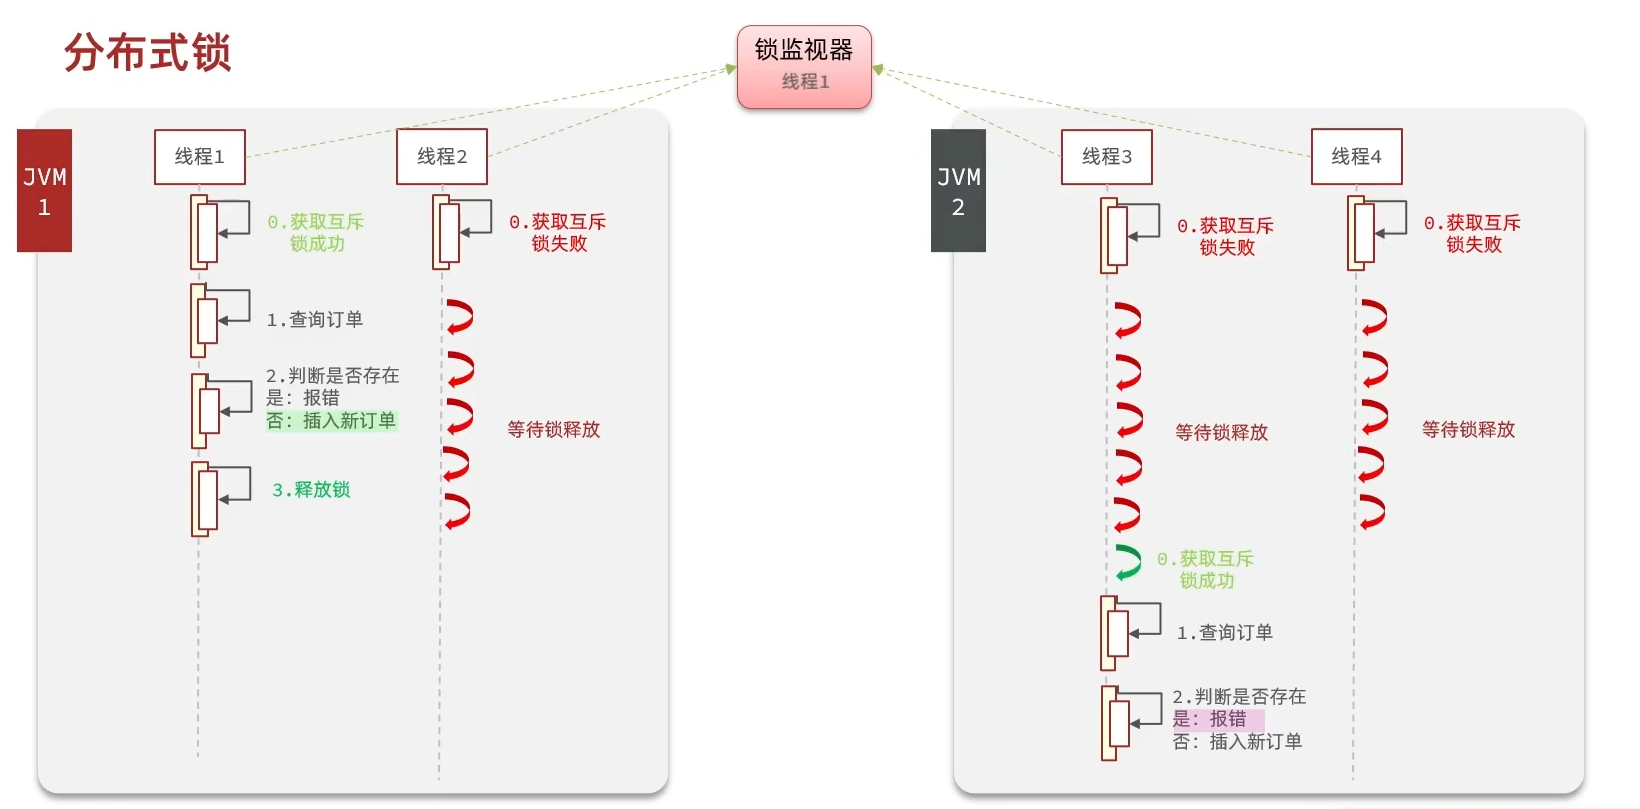 分布式锁
锁监视器
线程1
JVM
1
线程1
线程2
0.获取互斥
锁成功
0.获取互斥
锁失败
1.查询订单
2.判断是否存在
是：报错
否：插入新订单
等待锁释放
3.释放锁
JVM
2
线程3
线程4
0.获取互斥
锁失败
0.获取互斥
锁失败
等待锁释放
等待锁释放
0.获取互斥
锁成功
1.查询订单
2.判断是否存在
是：报错
否：插入新订单